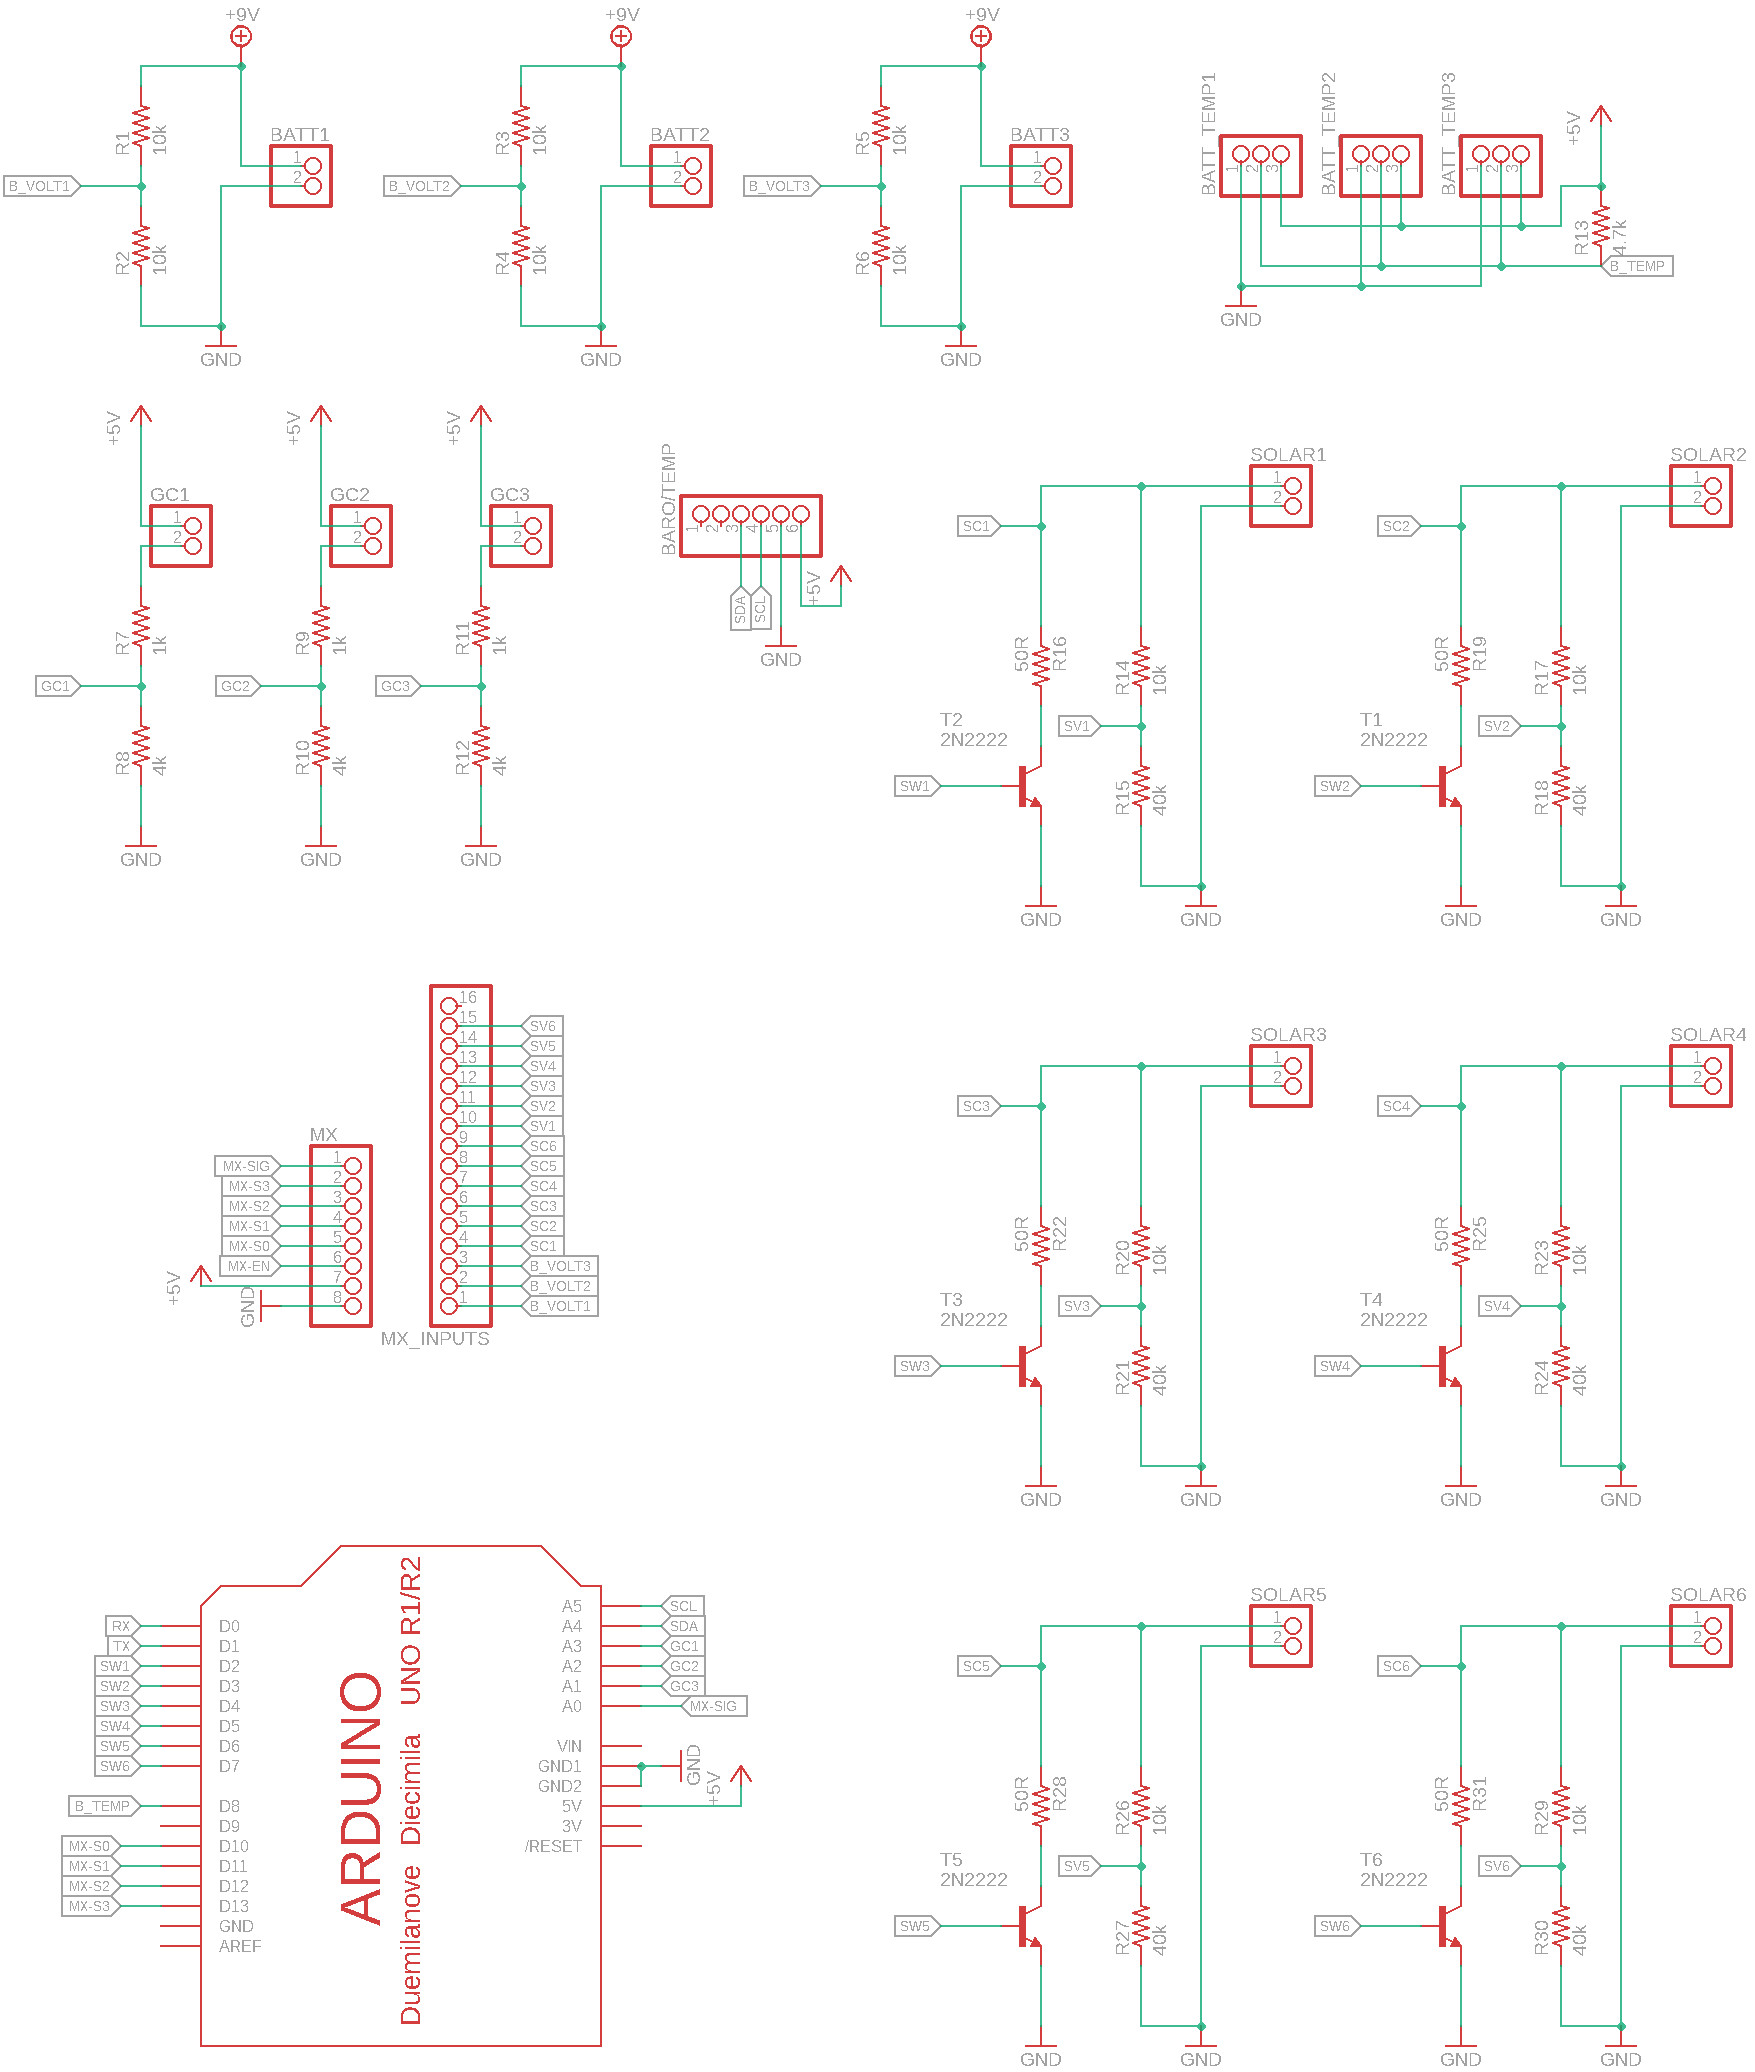 +9V
+9V
+9V
R1
10k
BATT1
1
2
B_VOLT1
R2
10k
GND
R3
10k
BATT2
1
2
B_VOLT2
R4
10k
GND
R5
10k
BATT3
1
2
B_VOLT3
R6
10k
GND
BATT_TEMP1
1
2
3
BATT_TEMP2
1
2
3
BATT_TEMP3
1
2
3
+5V
R13
4.7k
B_TEMP
GND
+5V
GC1
1
2
R7
1k
GC1
R8
4k
GND
+5V
GC2
1
2
R9
1k
GC2
R10
4k
GND
+5V
GC3
1
2
R11
1k
GC3
R12
4k
GND
BARO/TEMP
1
2
3
4
5
6
SDA
SCL
+5V
GND
SOLAR1
1
2
SC1
50R
R16
R14
10k
T2
2N2222
SV1
SW1
R15
40k
GND
GND
SOLAR2
1
2
SC2
50R
R19
R17
10k
T1
2N2222
SV2
SW2
R18
40k
GND
GND
MX
MX-SIG
1
MX-S3
2
MX-S2
3
MX-S1
4
MX-S0
5
MX-EN
6
+5V
7
GND
8
16
15
SV6
14
SV5
13
SV4
12
SV3
11
SV2
10
SV1
9
SC6
8
SC5
7
SC4
6
SC3
5
SC2
4
SC1
3
B_VOLT3
2
B_VOLT2
1
B_VOLT1
MX_INPUTS
SOLAR3
1
2
SC3
50R
R22
R20
10k
T3
2N2222
SV3
SW3
R21
40k
GND
GND
SOLAR4
1
2
SC4
50R
R25
R23
10k
T4
2N2222
SV4
SW4
R24
40k
GND
GND
ARDUINO
Duemilanove Diecimila UNO R1/R2
RX D0
TX D1
SW1 D2
SW2 D3
SW3 D4
SW4 D5
SW5 D6
SW6 D7
B_TEMP D8
D9
MX-S0 D10
MX-S1 D11
MX-S2 D12
MX-S3 D13
GND
AREF
A5 SCL
A4 SDA
A3 GC1
A2 GC2
A1 GC3
A0 MX-SIG
VIN
GND1 GND
GND2
5V +5V
3V
/RESET
SOLAR5
1
2
SC5
50R
R28
R26
10k
T5
2N2222
SV5
SW5
R27
40k
GND
GND
SOLAR6
1
2
SC6
50R
R31
R29
10k
T6
2N2222
SV6
SW6
R30
40k
GND
GND